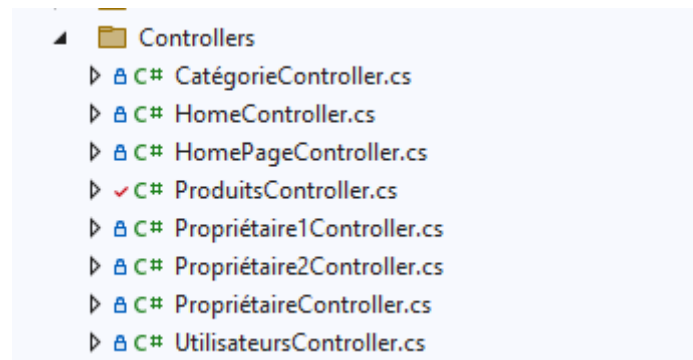 Controllers
C# CatégorieController.cs
C# HomeController.cs
C# HomePageController.cs
C# ProduitsController.cs
C# Propriétaire1Controller.cs
C# Propriétaire2Controller.cs
C# PropriétaireController.cs
C# UtilisateursController.cs